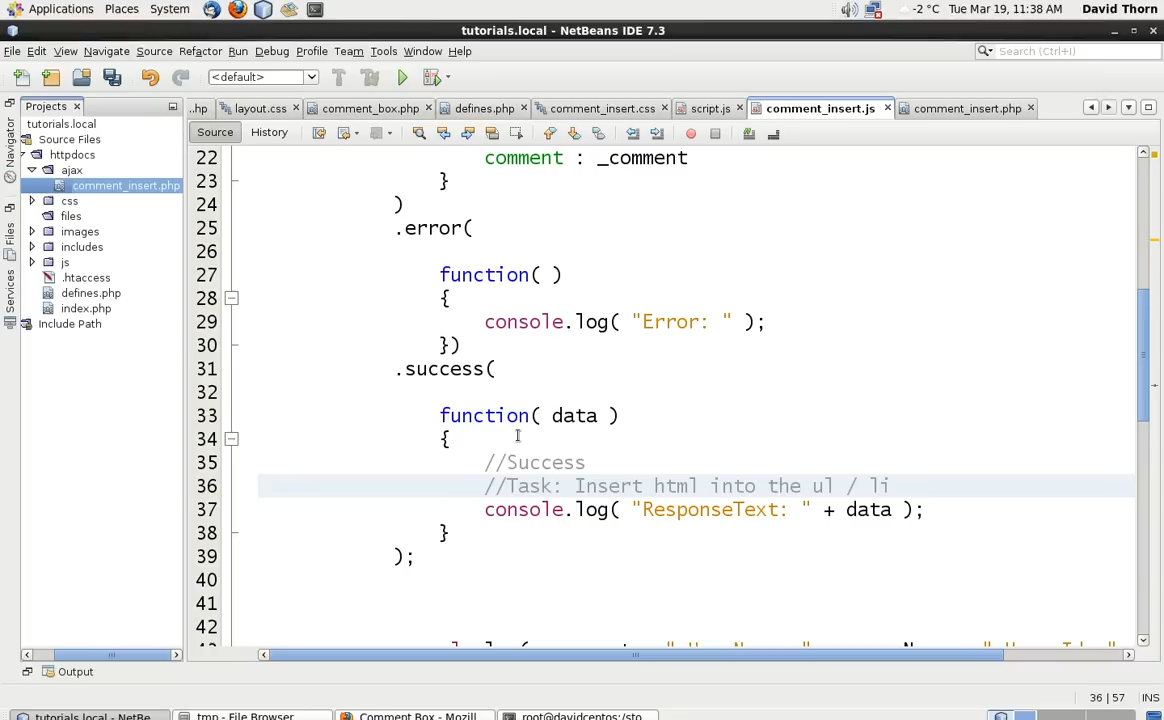 Applications Places System -2 °C Tue Mar 19, 11:38 AM David Thorn
tutorials.local - NetBeans IDE 7.3
File Edit View Navigate Source Refactor Run Debug Profile Team Tools Window Help Search (Ctrl+I)
<default>
Projects × ..hp layout.css × comment_box.php × defines.php × comment_insert.css × script.js × comment_insert.js × comment_insert.php ×
tutorials.local
Source Files
httpdocs
ajax
comment_insert.php
css
files
images
includes
js
.htaccess
defines.php
index.php
Include Path
Navigator
Files
Services
Source History
22 comment : _comment
23 }
24 )
25 .error(
26
27 function( )
28 {
29 console.log( "Error: " );
30 })
31 .success(
32
33 function( data )
34 {
35 //Success
36 //Task: Insert html into the ul / li
37 console.log( "ResponseText: " + data );
38 }
39 );
40
41
42
Output
36 | 57 INS
tutorials.local - NetBe... tmp - File Browser Comment Box - Mozill... root@davidcentos:/sto...